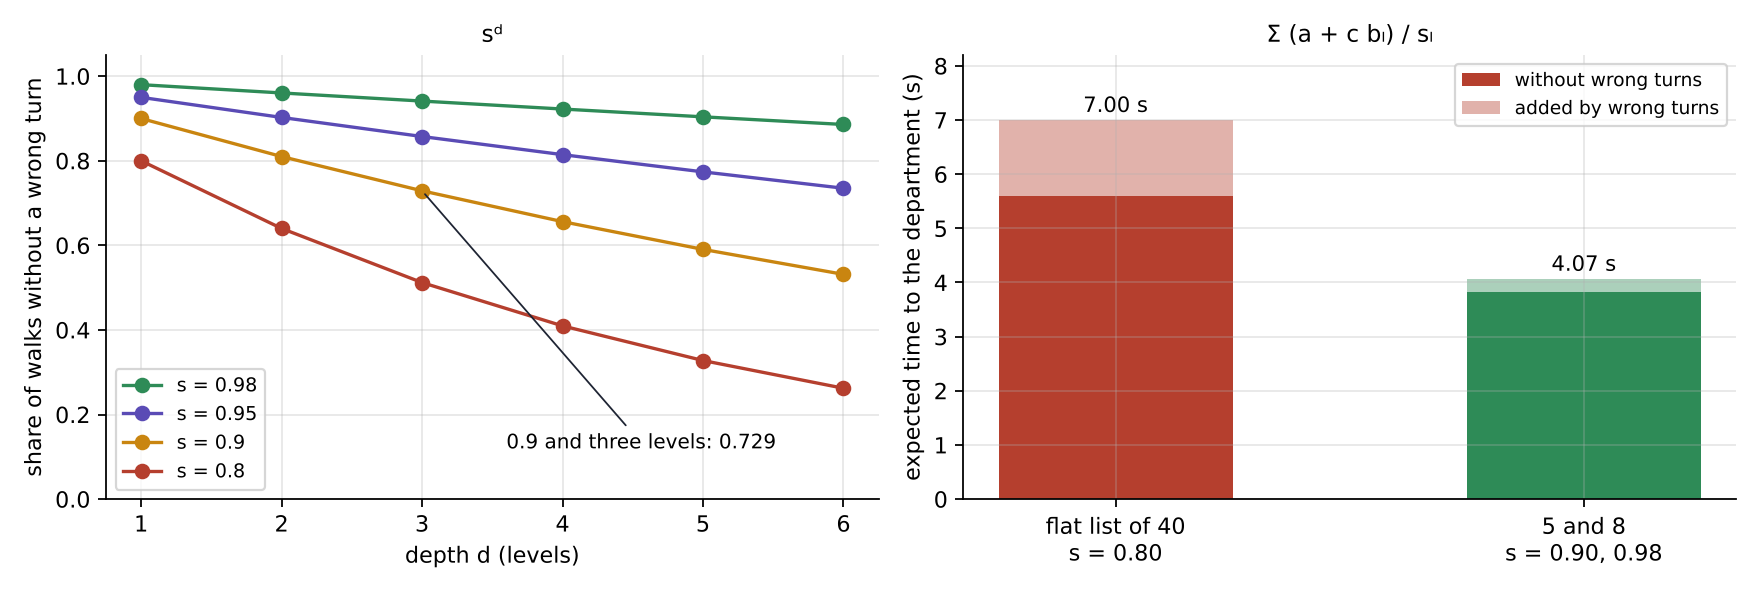 sᵈ
share of walks without a wrong turn
1.0
0.8
0.6
0.4
0.2
0.0
s = 0.98
s = 0.95
s = 0.9
s = 0.8
0.9 and three levels: 0.729
1 2 3 4 5 6
depth d (levels)
Σ (a + c bₗ) / sₗ
expected time to the department (s)
8
7
6
5
4
3
2
1
0
without wrong turns
added by wrong turns
7.00 s
4.07 s
flat list of 40
s = 0.80
5 and 8
s = 0.90, 0.98